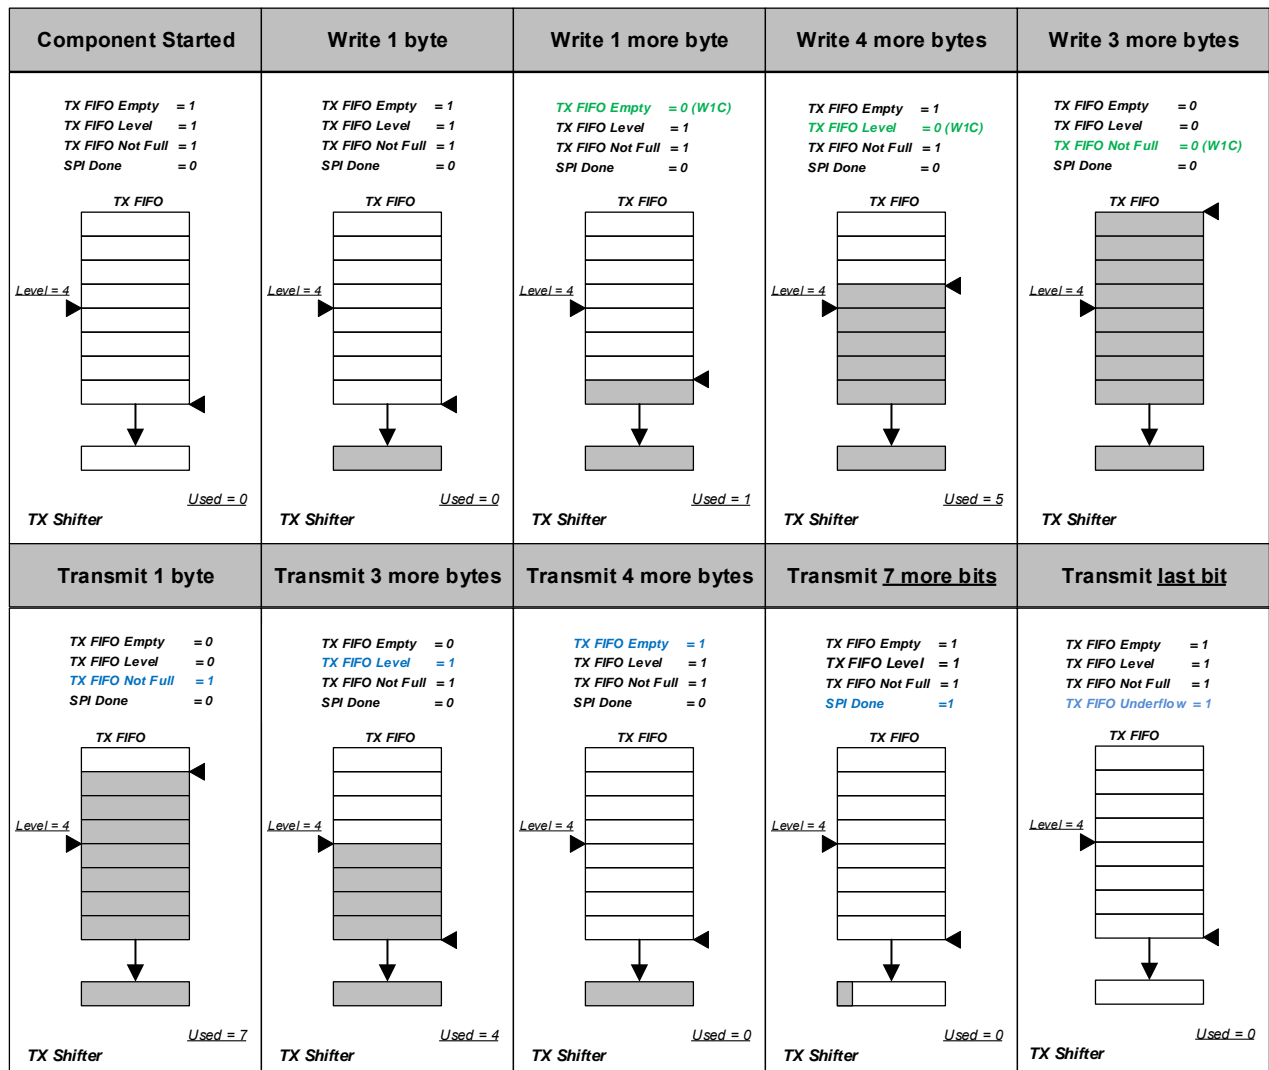 Component Started
Write 1 byte
Write 1 more byte
Write 4 more bytes
Write 3 more bytes
TX FIFO Empty = 1
TX FIFO Level = 1
TX FIFO Not Full = 1
SPI Done = 0
TX FIFO
Level = 4
Used = 0
TX Shifter
TX FIFO Empty = 1
TX FIFO Level = 1
TX FIFO Not Full = 1
SPI Done = 0
TX FIFO
Level = 4
Used = 0
TX Shifter
TX FIFO Empty = 0 (W1C)
TX FIFO Level = 1
TX FIFO Not Full = 1
SPI Done = 0
TX FIFO
Level = 4
Used = 1
TX Shifter
TX FIFO Empty = 1
TX FIFO Level = 0 (W1C)
TX FIFO Not Full = 1
SPI Done = 0
TX FIFO
Level = 4
Used = 5
TX Shifter
TX FIFO Empty = 0
TX FIFO Level = 0
TX FIFO Not Full = 0 (W1C)
SPI Done = 0
TX FIFO
Level = 4
TX Shifter
Transmit 1 byte
Transmit 3 more bytes
Transmit 4 more bytes
Transmit 7 more bits
Transmit last bit
TX FIFO Empty = 0
TX FIFO Level = 0
TX FIFO Not Full = 1
SPI Done = 0
TX FIFO
Level = 4
Used = 7
TX Shifter
TX FIFO Empty = 0
TX FIFO Level = 1
TX FIFO Not Full = 1
SPI Done = 0
TX FIFO
Level = 4
Used = 4
TX Shifter
TX FIFO Empty = 1
TX FIFO Level = 1
TX FIFO Not Full = 1
SPI Done = 0
TX FIFO
Level = 4
Used = 0
TX Shifter
TX FIFO Empty = 1
TX FIFO Level = 1
TX FIFO Not Full = 1
SPI Done =1
TX FIFO
Level = 4
Used = 0
TX Shifter
TX FIFO Empty = 1
TX FIFO Level = 1
TX FIFO Not Full = 1
TX FIFO Underflow = 1
TX FIFO
Level = 4
Used = 0
TX Shifter